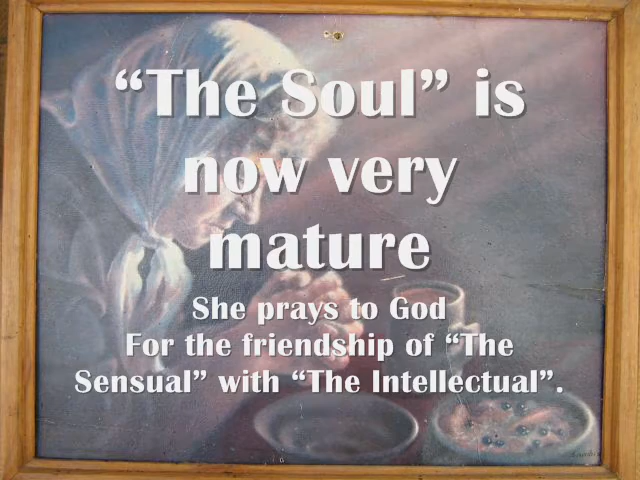 “The Soul” is
now very
mature
She prays to God
For the friendship of “The
Sensual” with “The Intellectual”.